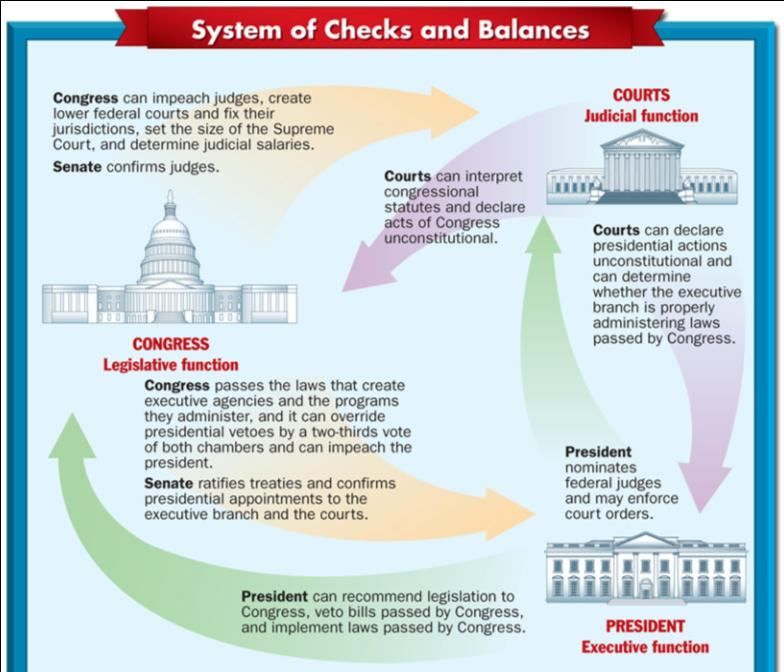 System of Checks and Balances
Congress can impeach judges, create
lower federal courts and fix their
jurisdictions, set the size of the Supreme
Court, and determine judicial salaries.
Senate confirms judges.
COURTS
Judicial function
Courts can interpret
congressional
statutes and declare
acts of Congress
unconstitutional.
Courts can declare
presidential actions
unconstitutional and
can determine
whether the executive
branch is properly
administering laws
passed by Congress.
CONGRESS
Legislative function
Congress passes the laws that create
executive agencies and the programs
they administer, and it can override
presidential vetoes by a two-thirds vote
of both chambers and can impeach the
president.
Senate ratifies treaties and confirms
presidential appointments to the
executive branch and the courts.
President
nominates
federal judges
and may enforce
court orders.
President can recommend legislation to
Congress, veto bills passed by Congress,
and implement laws passed by Congress.
PRESIDENT
Executive function